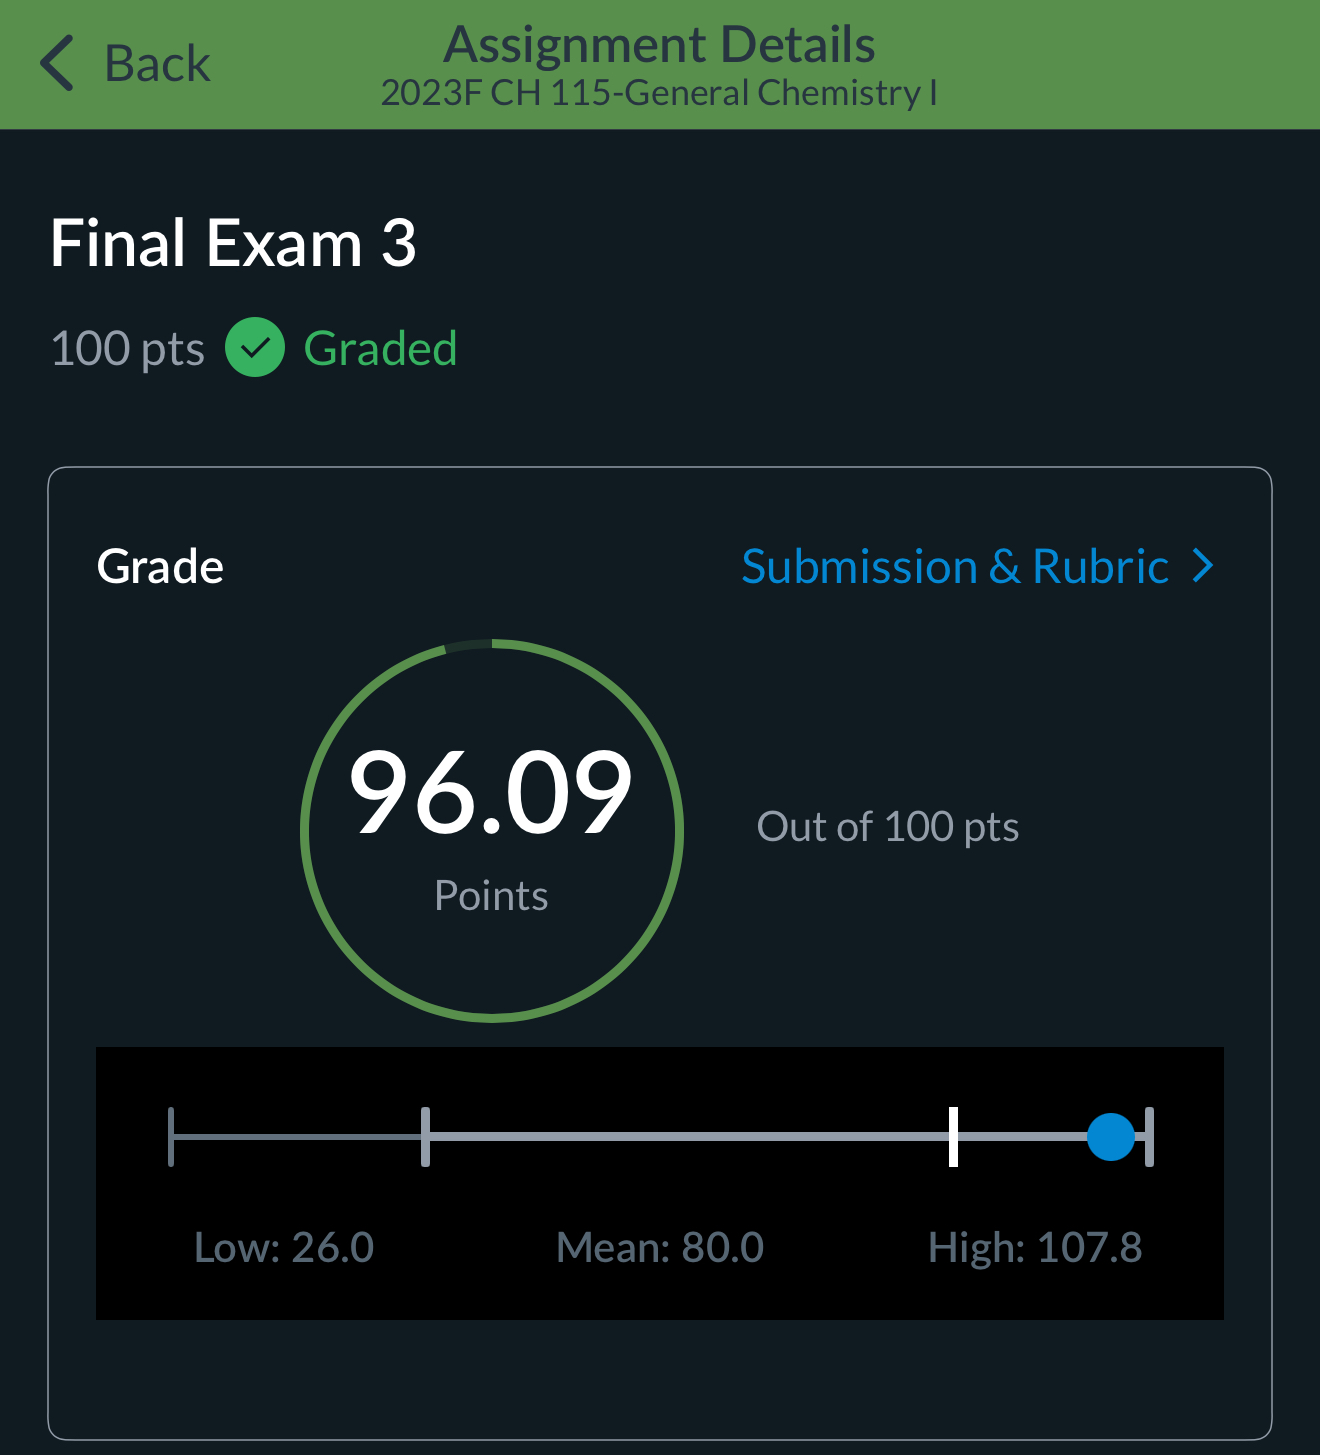 Back
Assignment Details
2023F CH 115-General Chemistry I
Final Exam 3
100 pts Graded
Grade
Submission & Rubric
96.09
Points
Out of 100 pts
Low: 26.0
Mean: 80.0
High: 107.8